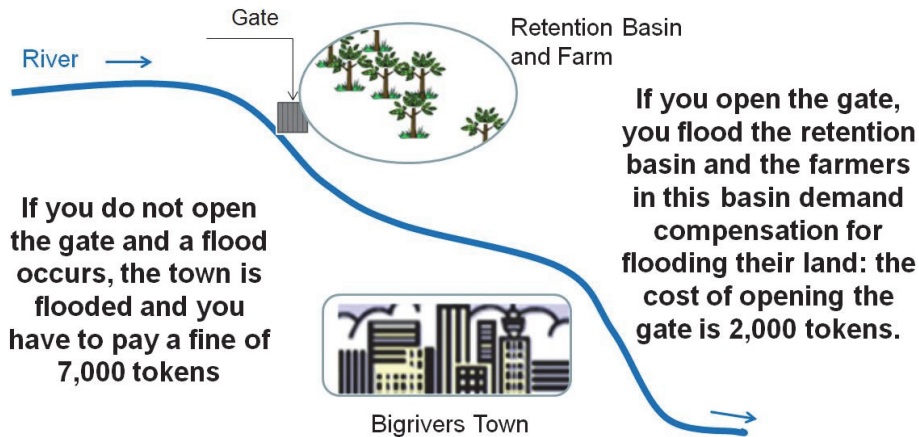 Gate
Retention Basin
and Farm
River
If you open the gate,
you flood the retention
basin and the farmers
in this basin demand
compensation for
flooding their land: the
cost of opening the
gate is 2,000 tokens.
If you do not open
the gate and a flood
occurs, the town is
flooded and you
have to pay a fine of
7,000 tokens
Bigrivers Town